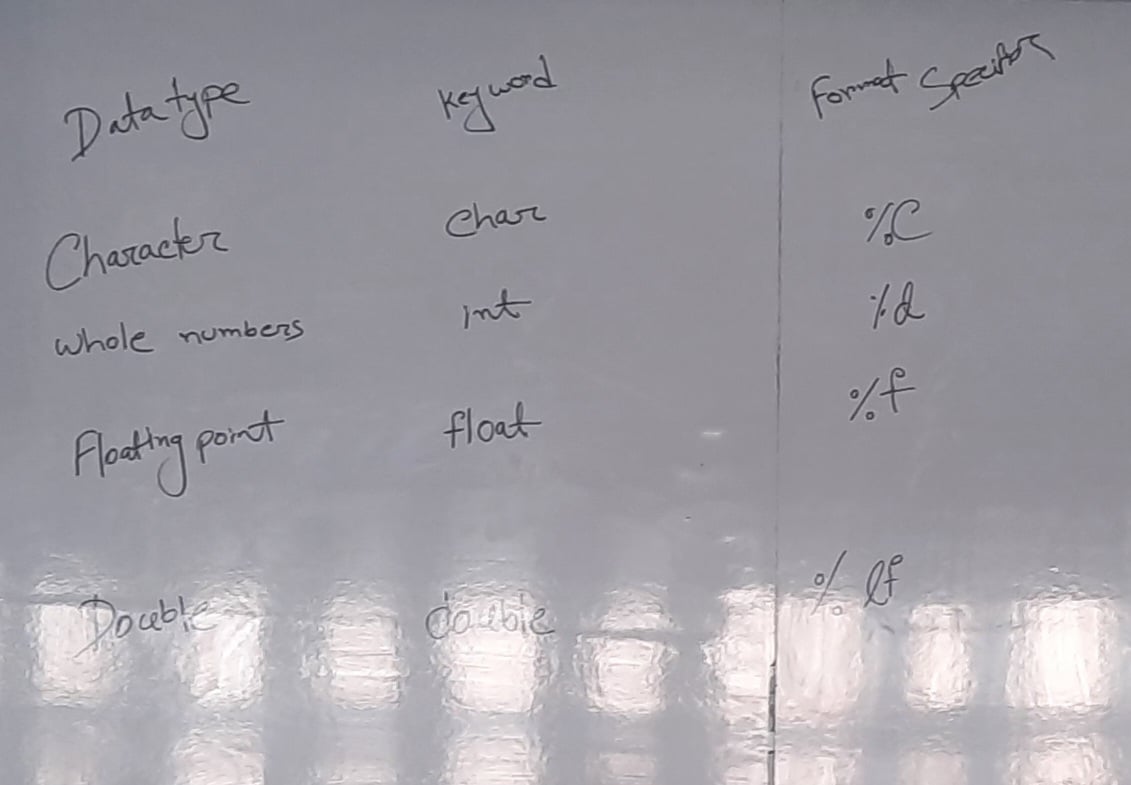 Data type keyword Format Specifier
Character Char %C
whole numbers int %d
Floating point float %f
Double double % lf